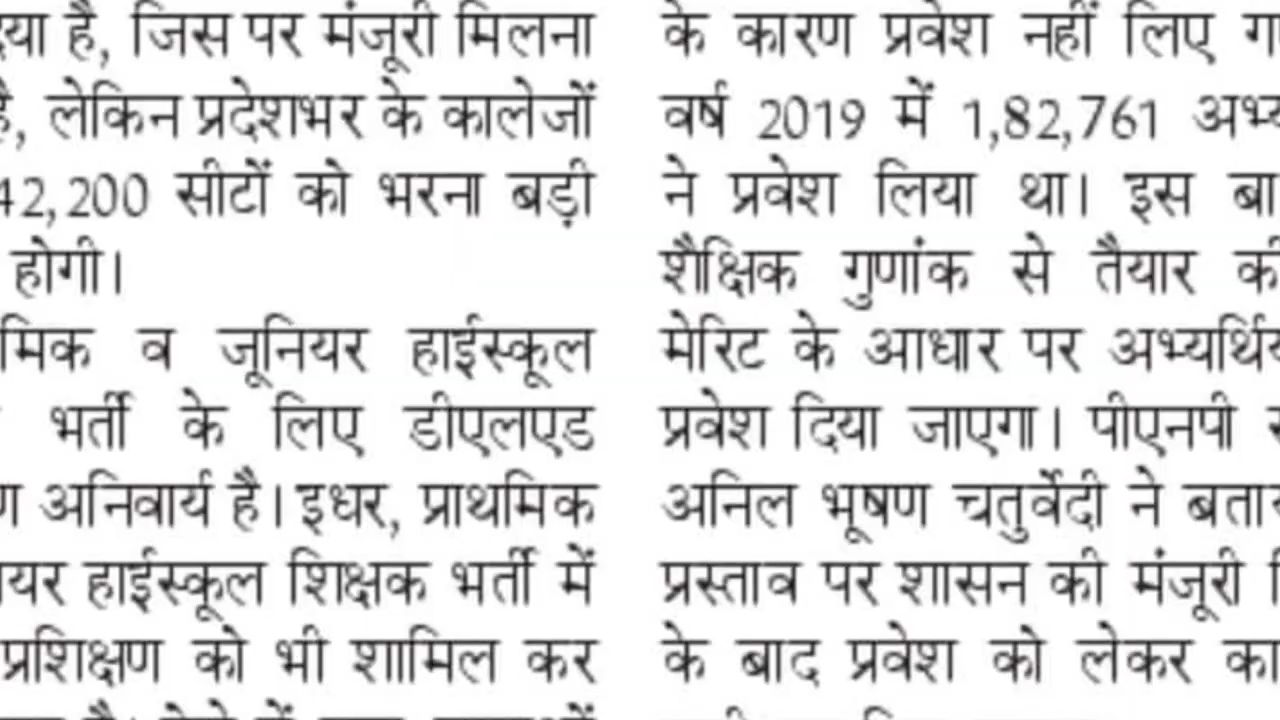 है, जिस पर मंजूरी मिलना
लेकिन प्रदेशभर के कालेजों
42,200 सीटों को भरना बड़ी
होगी।
व जूनियर हाईस्कूल
भर्ती के लिए डीएलएड
अनिवार्य है। इधर, प्राथमिक
हाईस्कूल शिक्षक भर्ती में
प्रशिक्षण को भी शामिल कर
के कारण प्रवेश नहीं लिए
वर्ष 2019 में 1,82,761
ने प्रवेश लिया था। इस
शैक्षिक गुणांक से तैयार
मेरिट के आधार पर
प्रवेश दिया जाएगा। पीएनपी
अनिल भूषण चतुर्वेदी ने
प्रस्ताव पर शासन की मंजूरी
के बाद प्रवेश को लेकर